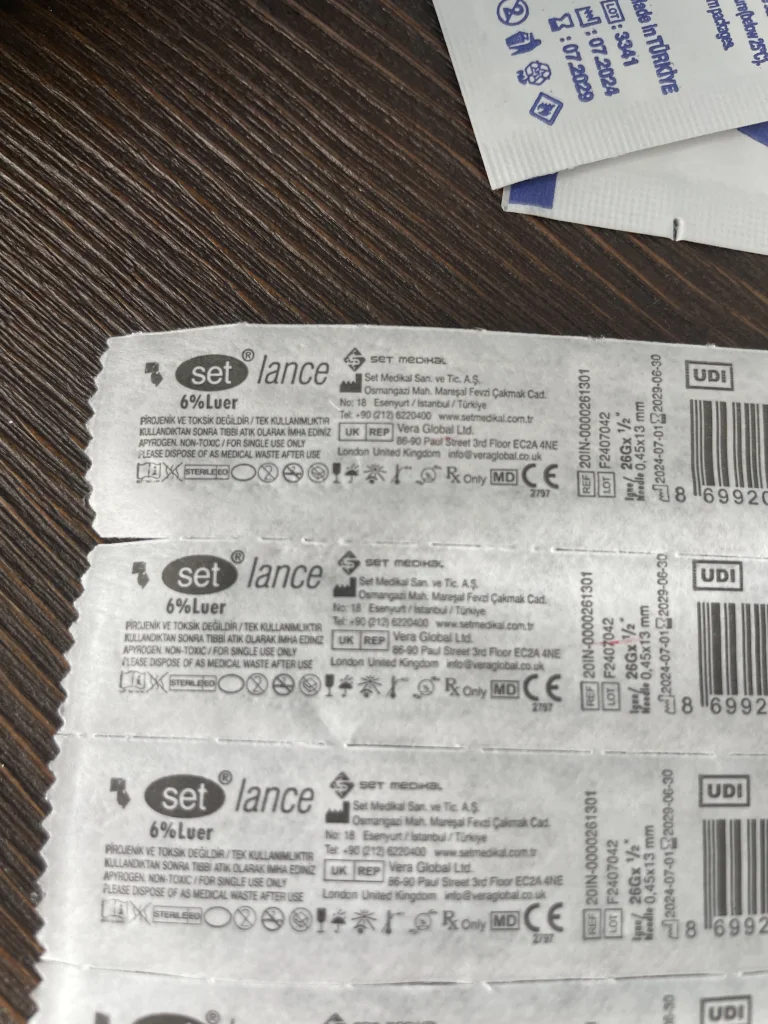 Made in TÜRKİYE
LOT : 3341
: 07.2024
: 07.2029
packages.
set® lance
6%Luer
PİROJENİK VE TOKSİK DEĞİLDİR / TEK KULLANIMLIKTIR
KULLANDIKTAN SONRA TIBBİ ATIK OLARAK İMHA EDİNİZ
APYROGEN, NON-TOXIC / FOR SINGLE USE ONLY
PLEASE DISPOSE OF AS MEDICAL WASTE AFTER USE
STERILE EO
SET MEDİKAL
Set Medikal San. ve Tic. A.Ş.
Osmangazi Mah. Mareşal Fevzi Çakmak Cad.
No: 18 Esenyurt / İstanbul / Türkiye
Tel: +90 (212) 6220400 www.setmedikal.com.tr
UK REP Vera Global Ltd.
86-90 Paul Street 3rd Floor EC2A 4NE
London United Kingdom info@veraglobal.co.uk
Rx Only MD CE
2797
REF 20IN-0000261301
LOT F2407042
İğne/ 26Gx ½"
Needle 0,45x13 mm
2024-07-01 2029-06-30
UDI
8 69920
set® lance
6%Luer
PİROJENİK VE TOKSİK DEĞİLDİR / TEK KULLANIMLIKTIR
KULLANDIKTAN SONRA TIBBİ ATIK OLARAK İMHA EDİNİZ
APYROGEN, NON-TOXIC / FOR SINGLE USE ONLY
PLEASE DISPOSE OF AS MEDICAL WASTE AFTER USE
STERILE EO
SET MEDİKAL
Set Medikal San. ve Tic. A.Ş.
Osmangazi Mah. Mareşal Fevzi Çakmak Cad.
No: 18 Esenyurt / İstanbul / Türkiye
Tel: +90 (212) 6220400 www.setmedikal.com.tr
UK REP Vera Global Ltd.
86-90 Paul Street 3rd Floor EC2A 4NE
London United Kingdom info@veraglobal.co.uk
Rx Only MD CE
2797
REF 20IN-0000261301
LOT F2407042
İğne/ 26Gx ½"
Needle 0,45x13 mm
2024-07-01 2029-06-30
UDI
8 6992
set® lance
6%Luer
PİROJENİK VE TOKSİK DEĞİLDİR / TEK KULLANIMLIKTIR
KULLANDIKTAN SONRA TIBBİ ATIK OLARAK İMHA EDİNİZ
APYROGEN, NON-TOXIC / FOR SINGLE USE ONLY
PLEASE DISPOSE OF AS MEDICAL WASTE AFTER USE
STERILE EO
SET MEDİKAL
Set Medikal San. ve Tic. A.Ş.
Osmangazi Mah. Mareşal Fevzi Çakmak Cad.
No: 18 Esenyurt / İstanbul / Türkiye
Tel: +90 (212) 6220400 www.setmedikal.com.tr
UK REP Vera Global Ltd.
86-90 Paul Street 3rd Floor EC2A 4NE
London United Kingdom info@veraglobal.co.uk
Rx Only MD CE
2797
REF 20IN-0000261301
LOT F2407042
İğne/ 26Gx ½"
Needle 0,45x13 mm
2024-07-01 2029-06-30
UDI
8 6992
UDI